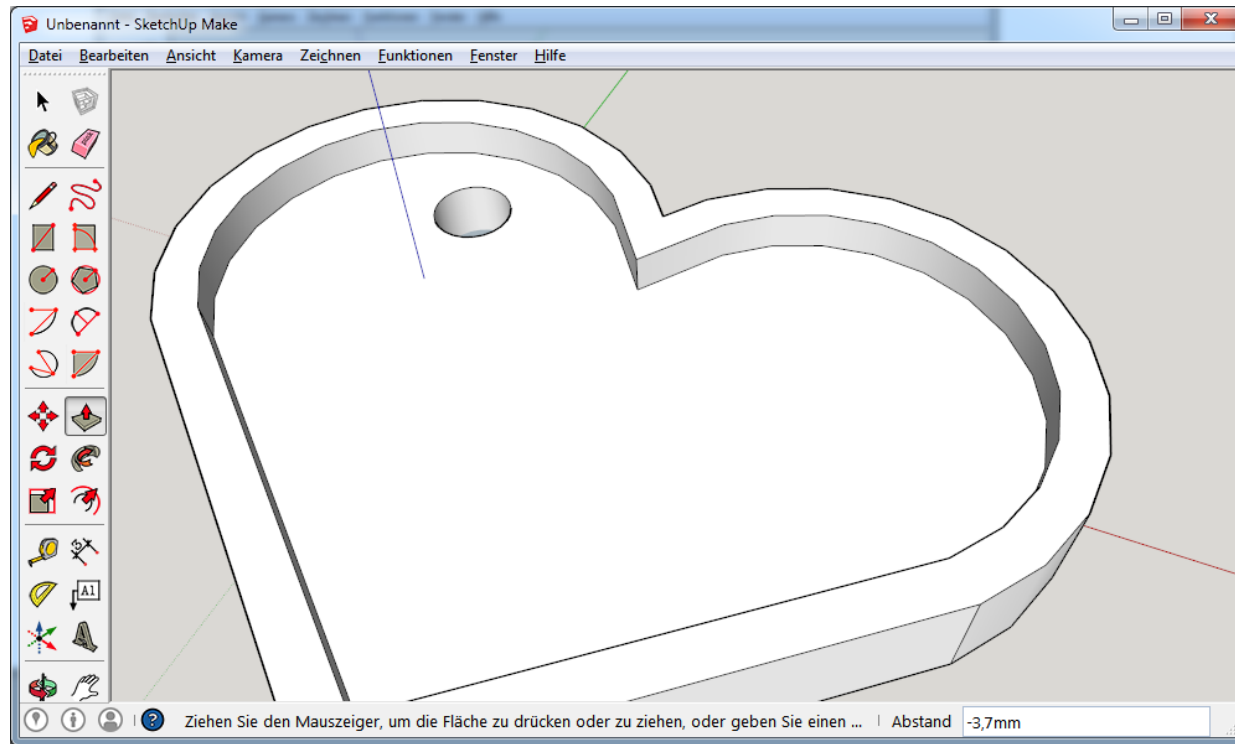 Unbenannt - SketchUp Make
Datei Bearbeiten Ansicht Kamera Zeichnen Funktionen Fenster Hilfe
A1
Ziehen Sie den Mauszeiger, um die Fläche zu drücken oder zu ziehen, oder geben Sie einen ... Abstand -3,7mm